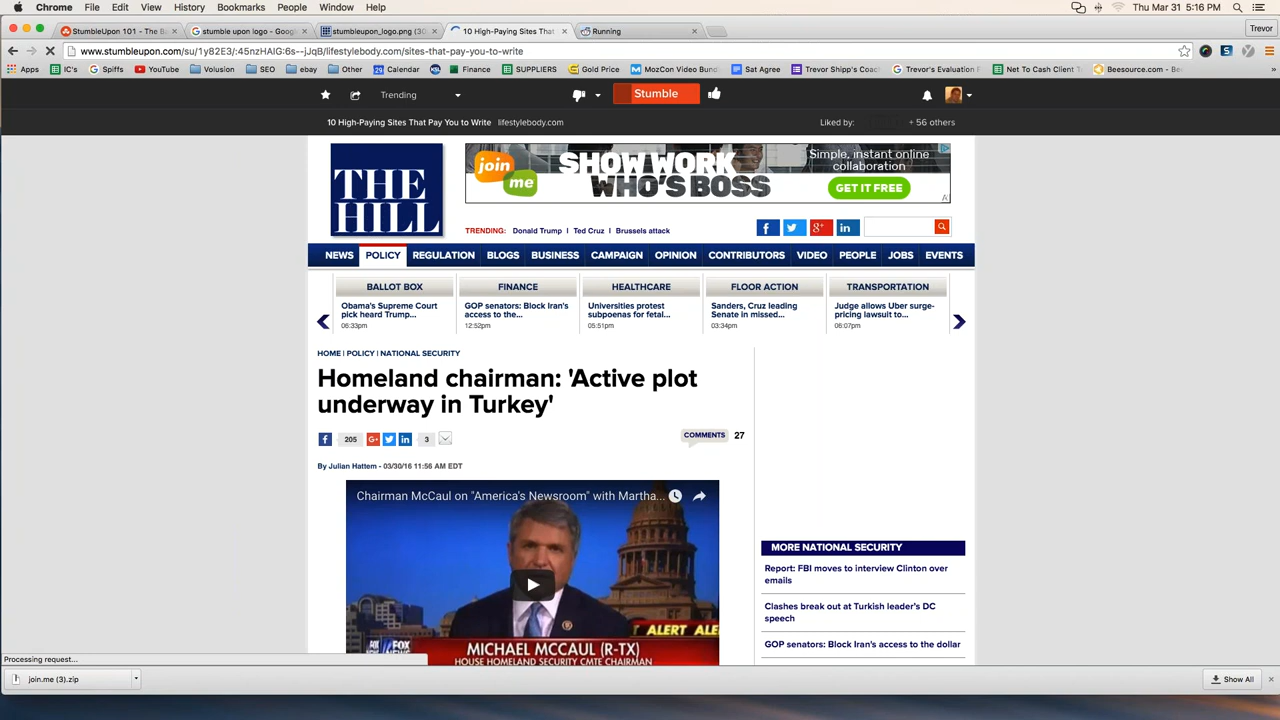 Chrome File Edit View History Bookmarks People Window Help Thu Mar 31 5:16 PM
StumbleUpon 101 - The Ba stumble upon logo - Googl stumbleupon_logo.png (30 10 High-Paying Sites That Running Trevor
www.stumbleupon.com/su/1y82E3/:45nzHAIG:6s--jJqB/lifestylebody.com/sites-that-pay-you-to-write
Apps IC's Spiffs YouTube Volusion SEO ebay Other Calendar Finance SUPPLIERS Gold Price MozCon Video Bund Sat Agree Trevor Shipp's Coac Trevor's Evaluation F Net To Cash Client T Beesource.com - Bee
Trending Stumble
10 High-Paying Sites That Pay You to Write lifestylebody.com Liked by: + 56 others
THE HILL
join me SHOW WORK WHO'S BOSS
Simple, instant online collaboration
GET IT FREE
TRENDING: Donald Trump | Ted Cruz | Brussels attack
NEWS POLICY REGULATION BLOGS BUSINESS CAMPAIGN OPINION CONTRIBUTORS VIDEO PEOPLE JOBS EVENTS
BALLOT BOX FINANCE HEALTHCARE FLOOR ACTION TRANSPORTATION
Obama's Supreme Court GOP senators: Block Iran's Universities protest Sanders, Cruz leading Judge allows Uber surge-
pick heard Trump... access to the... subpoenas for fetal... Senate in missed... pricing lawsuit to...
06:33pm 12:52pm 05:51pm 03:34pm 06:07pm
HOME | POLICY | NATIONAL SECURITY
Homeland chairman: 'Active plot
underway in Turkey'
205 3 COMMENTS 27
By Julian Hattem - 03/30/16 11:56 AM EDT
Chairman McCaul on "America's Newsroom" with Martha...
ALERT ALE
MICHAEL MCCAUL (R-TX)
HOUSE HOMELAND SECURITY CMTE CHAIRMAN
MORE NATIONAL SECURITY
Report: FBI moves to interview Clinton over
emails
Clashes break out at Turkish leader's DC
speech
GOP senators: Block Iran's access to the dollar
Processing request...
join.me (3).zip Show All